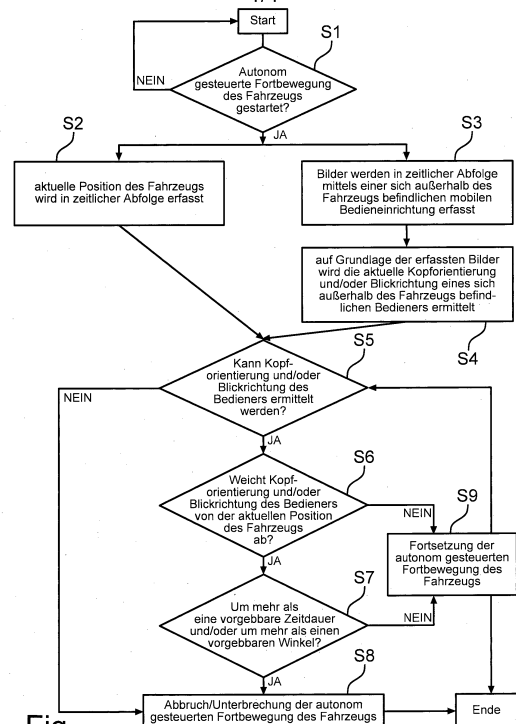 Start
S1
Autonom
gesteuerte Fortbewegung
des Fahrzeugs
gestartet?
NEIN
JA
S2
aktuelle Position des Fahrzeugs
wird in zeitlicher Abfolge erfasst
S3
Bilder werden in zeitlicher Abfolge
mittels einer sich außerhalb des
Fahrzeugs befindlichen mobilen
Bedieneinrichtung erfasst
auf Grundlage der erfassten Bilder
wird die aktuelle Kopforientierung
und/oder Blickrichtung eines sich
außerhalb des Fahrzeugs befind-
lichen Bedieners ermittelt
S4
S5
Kann Kopf-
orientierung und/oder
Blickrichtung des
Bedieners ermittelt
werden?
NEIN
JA
S6
Weicht Kopf-
orientierung und/oder
Blickrichtung des Bedieners
von der aktuellen Position
des Fahrzeugs
ab?
NEIN
JA
S9
Fortsetzung der
autonom gesteuerten
Fortbewegung des
Fahrzeugs
S7
Um mehr als
eine vorgebbare Zeitdauer
und/oder um mehr als einen
vorgebbaren Winkel?
NEIN
JA
S8
Abbruch/Unterbrechung der autonom
gesteuerten Fortbewegung des Fahrzeugs
Ende